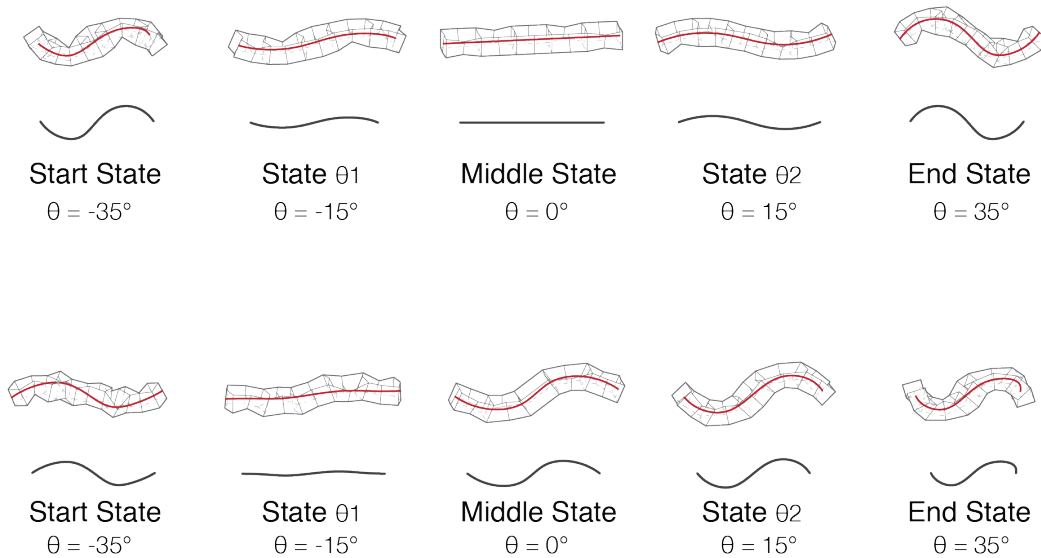 Start State State θ1 Middle State State θ2 End State
θ = -35° θ = -15° θ = 0° θ = 15° θ = 35°
Start State State θ1 Middle State State θ2 End State
θ = -35° θ = -15° θ = 0° θ = 15° θ = 35°